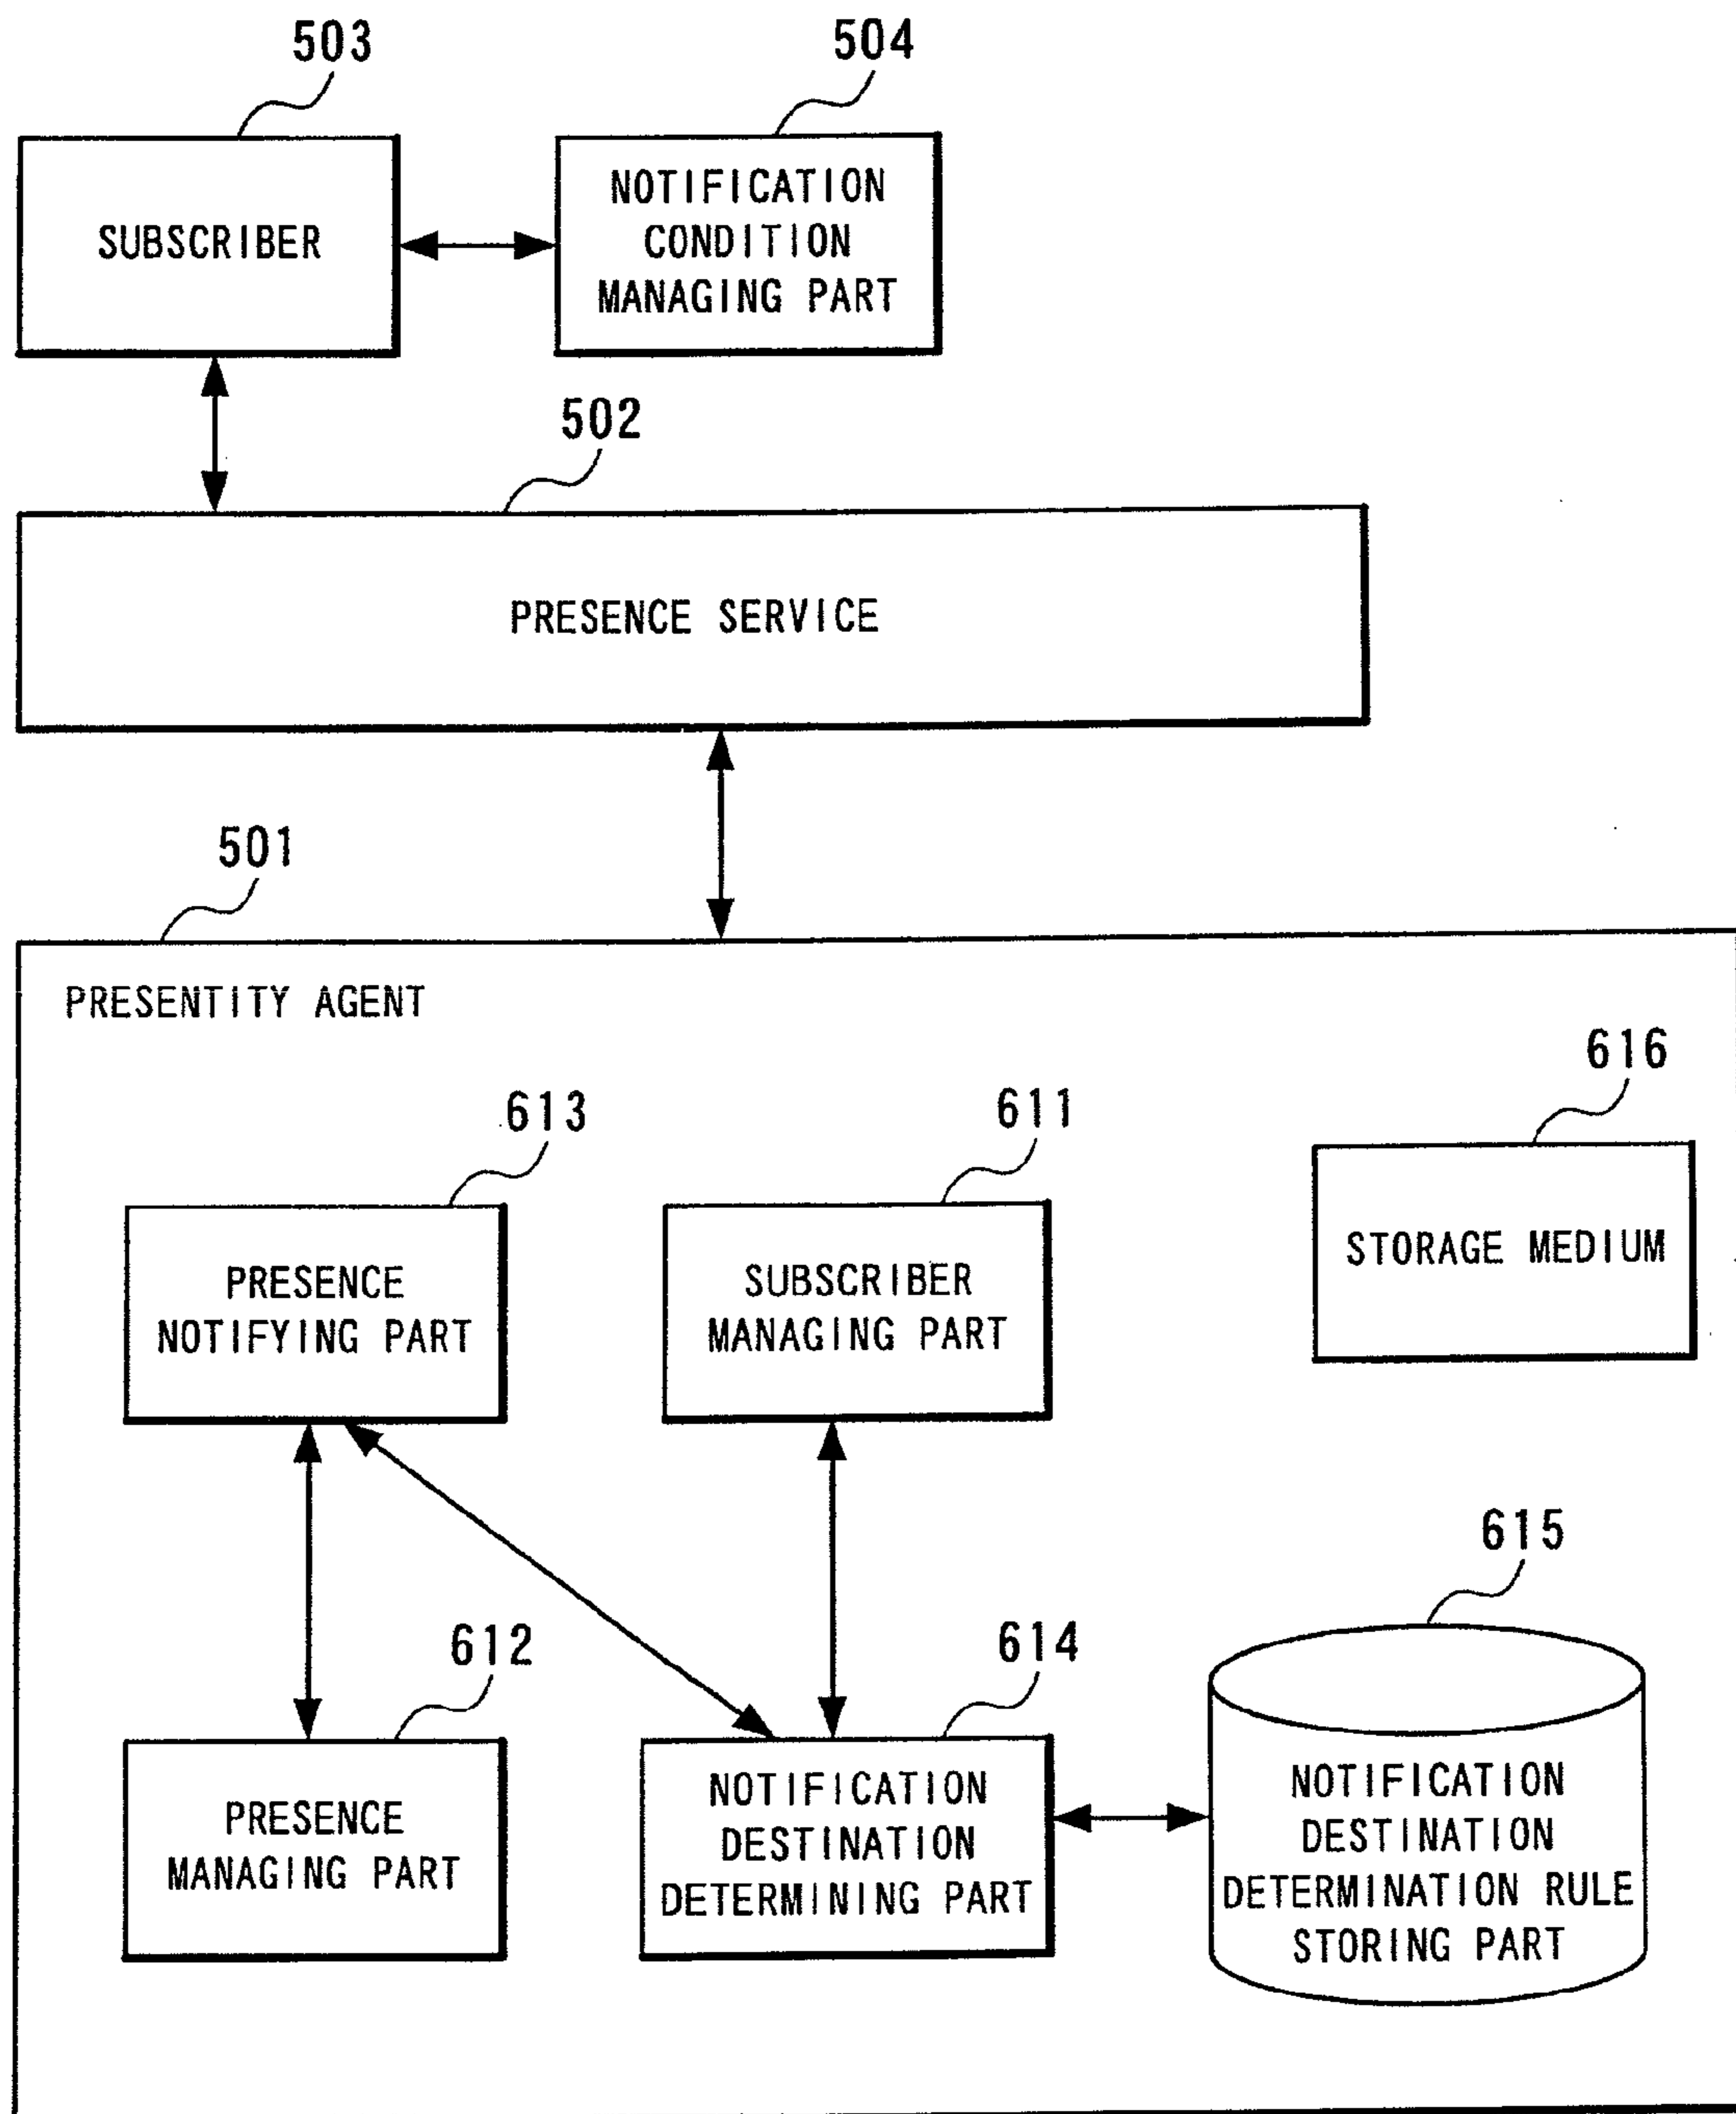 503
504
SUBSCRIBER
NOTIFICATION
CONDITION
MANAGING PART
502
PRESENCE SERVICE
501
PRESENTITY AGENT
616
613
611
STORAGE MEDIUM
PRESENCE
NOTIFYING PART
SUBSCRIBER
MANAGING PART
615
612
614
PRESENCE
MANAGING PART
NOTIFICATION
DESTINATION
DETERMINING PART
NOTIFICATION
DESTINATION
DETERMINATION RULE
STORING PART